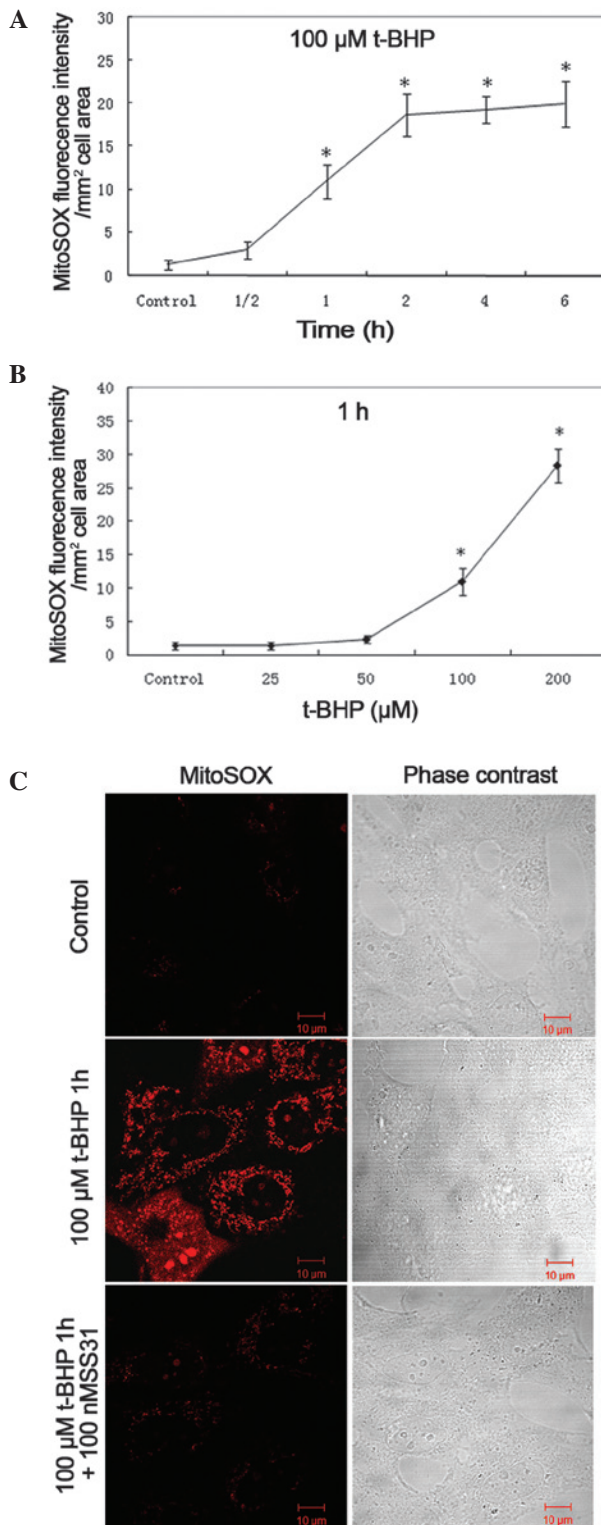 A
100 µM t-BHP
MitoSOX fluorecence intensity
/mm² cell area
30
25
20
15
10
5
0
*
*
*
*
Control
1/2
1
2
4
6
Time (h)
B
1 h
MitoSOX fluorecence intensity
/mm² cell area
40
35
30
25
20
15
10
5
0
*
*
Control
25
50
100
200
t-BHP (µM)
C
MitoSOX
Phase contrast
Control
10 µm
10 µm
100 µM t-BHP 1h
10 µm
10 µm
100 µM t-BHP 1h
+ 100 nMSS31
10 µm
10 µm